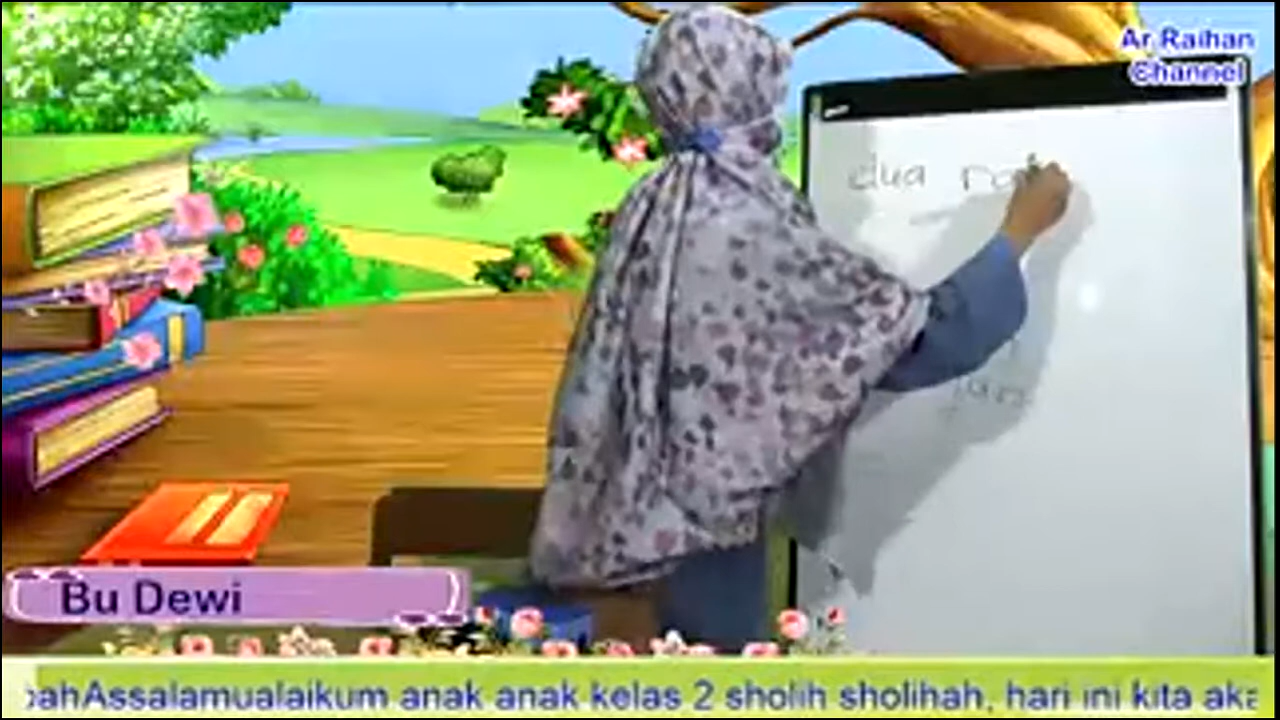 Ar Raihan
Channel
dua
Bu Dewi
Assalamualaikum anak anak kelas 2 sholih sholihah, hari ini kita